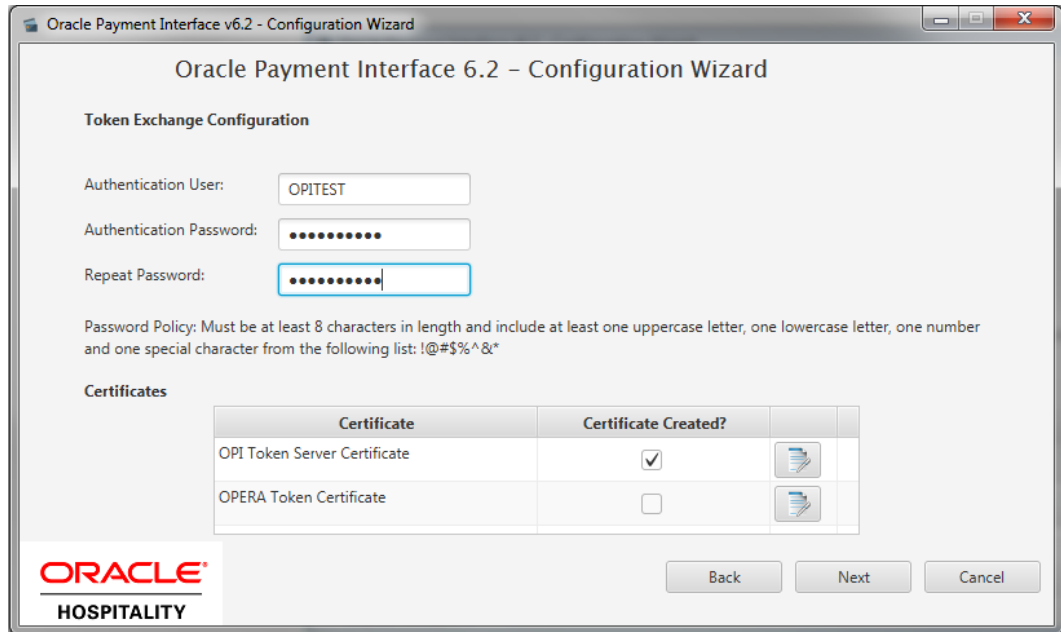 Oracle Payment Interface v6.2 - Configuration Wizard
Oracle Payment Interface 6.2 – Configuration Wizard
Token Exchange Configuration
Authentication User:
OPITEST
Authentication Password:
••••••••••
Repeat Password:
••••••••••
Password Policy: Must be at least 8 characters in length and include at least one uppercase letter, one lowercase letter, one number
and one special character from the following list: !@#$%^&*
Certificates
Certificate Certificate Created?
OPI Token Server Certificate
OPERA Token Certificate
ORACLE®
HOSPITALITY
Back Next Cancel